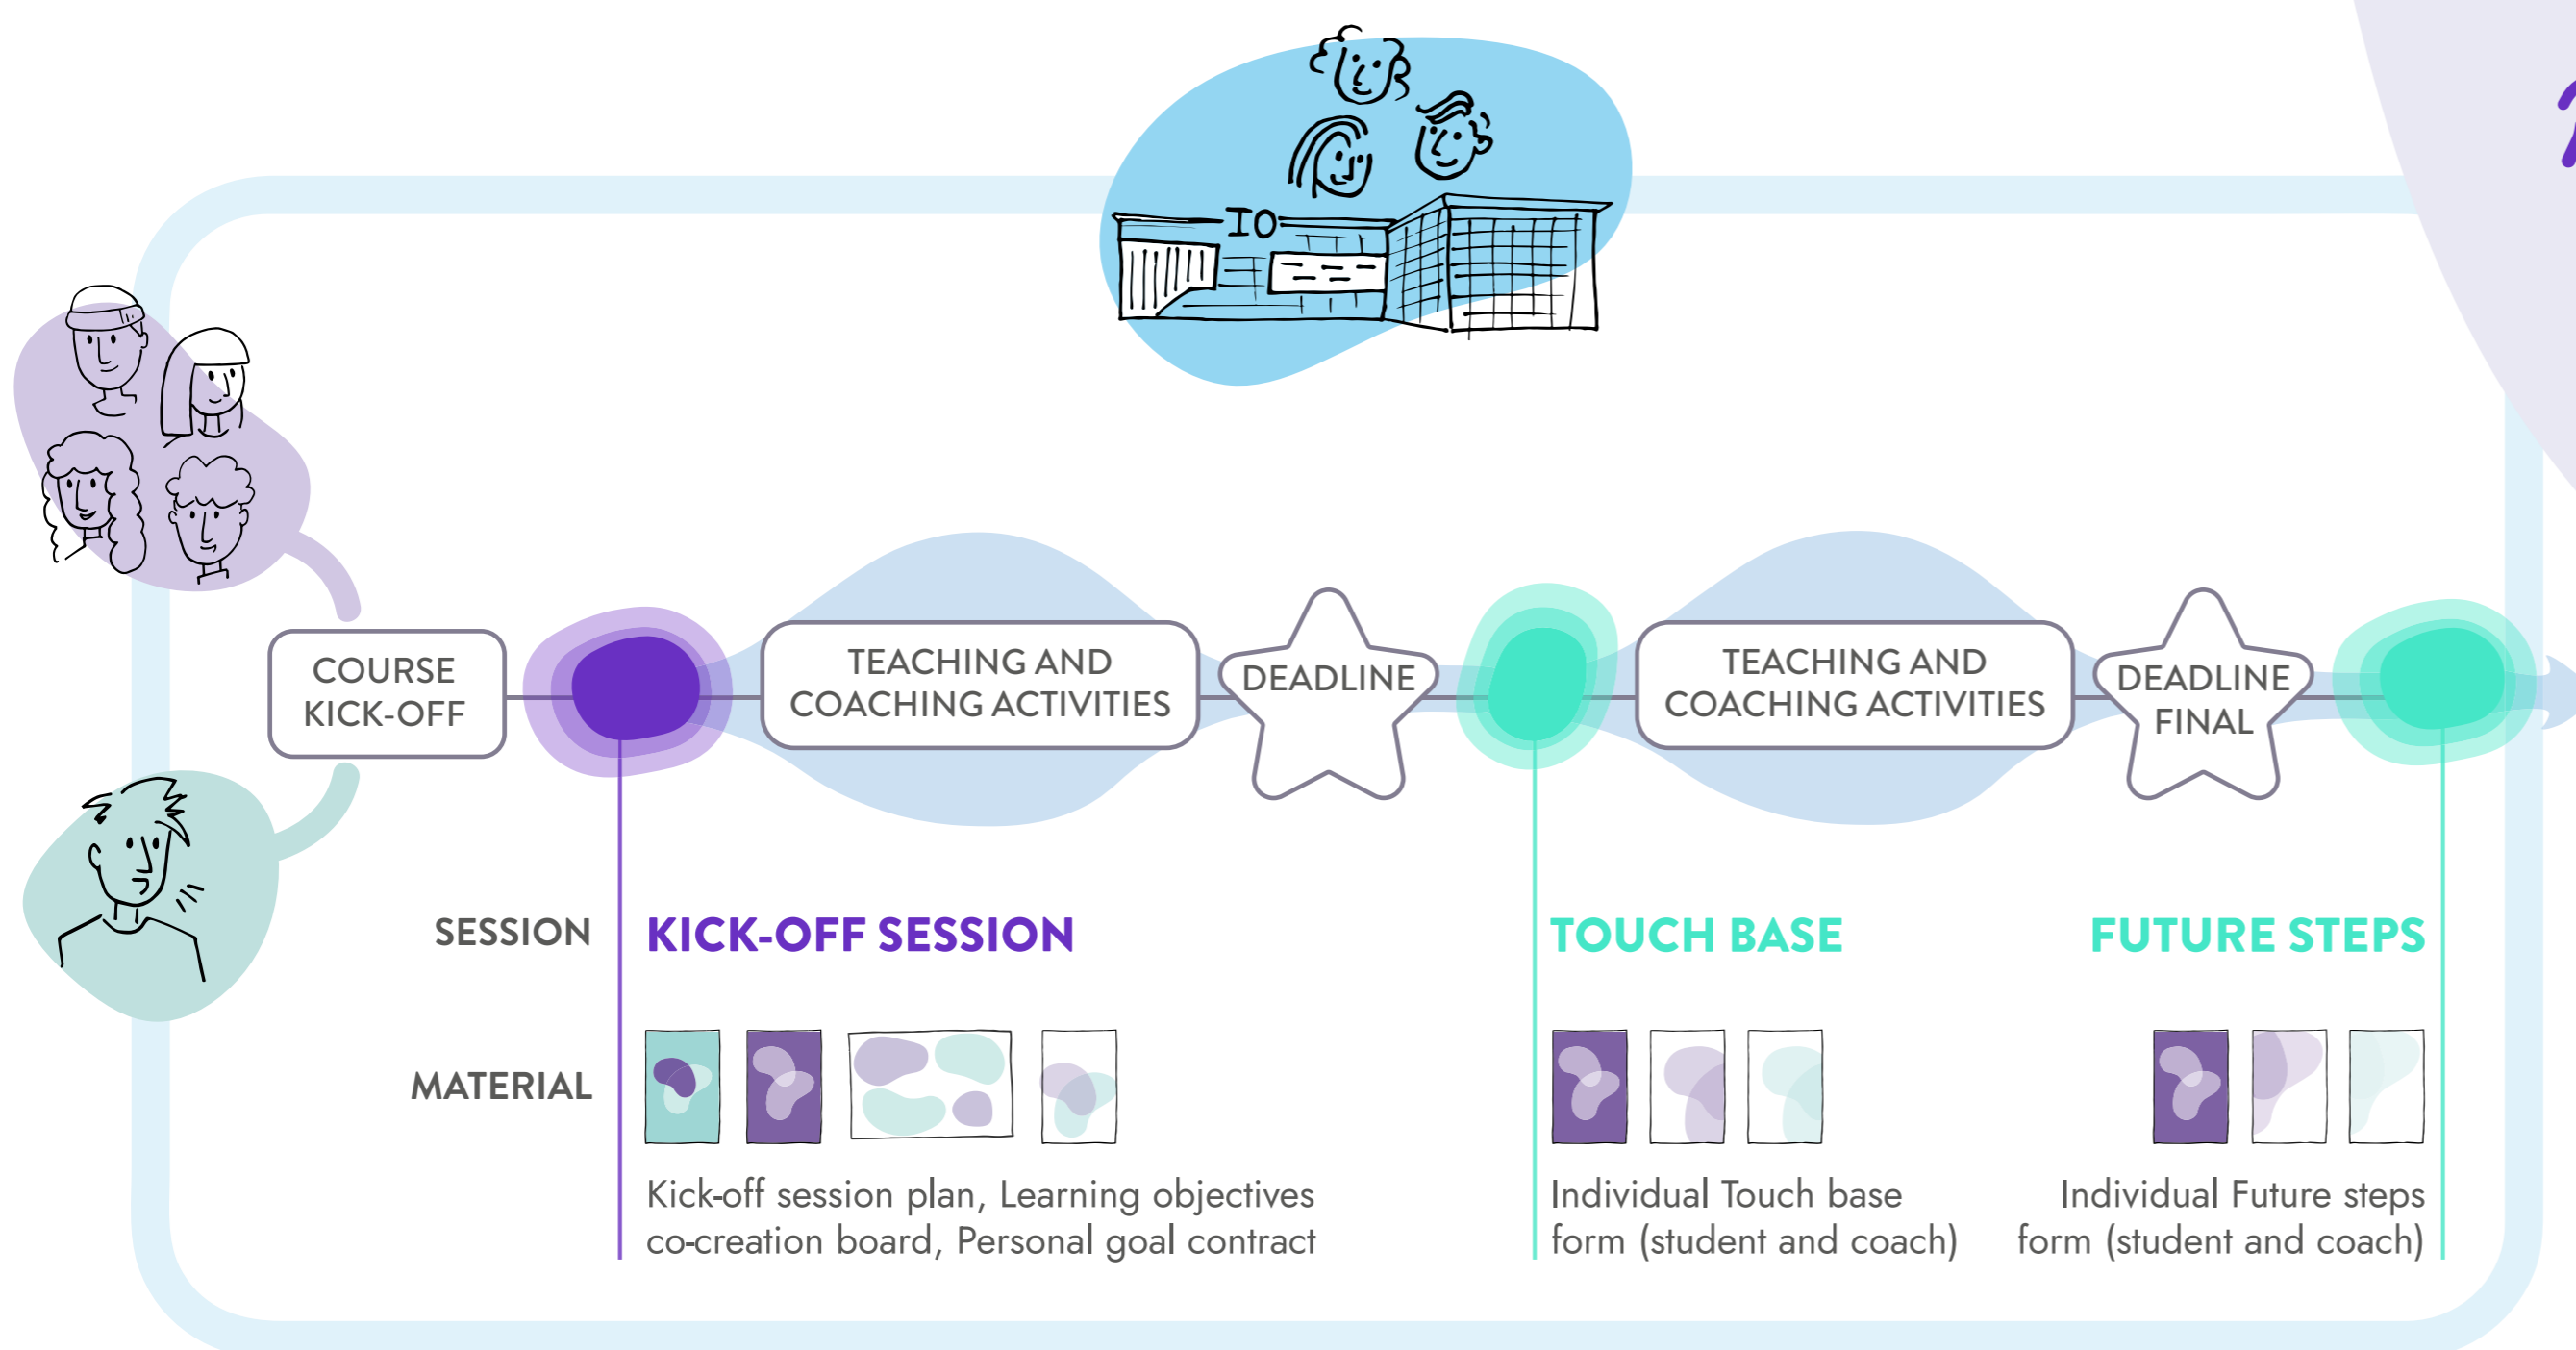 IO
COURSE
KICK-OFF
TEACHING AND
COACHING ACTIVITIES
DEADLINE
TEACHING AND
COACHING ACTIVITIES
DEADLINE
FINAL
SESSION
KICK-OFF SESSION
TOUCH BASE
FUTURE STEPS
MATERIAL
Kick-off session plan, Learning objectives
co-creation board, Personal goal contract
Individual Touch base
form (student and coach)
Individual Future steps
form (student and coach)